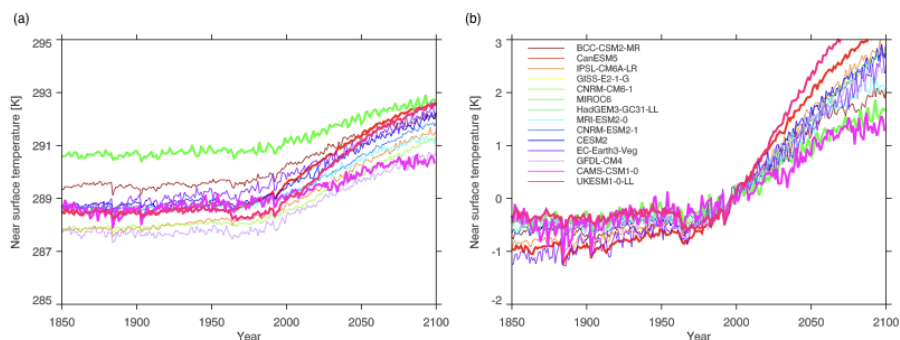 (a)
295
293
291
289
287
285
Near surface temperature [K]
1850 1900 1950 2000 2050 2100
Year
(b)
3
2
1
0
-1
-2
Near surface temperature [K]
BCC-CSM2-MR
CanESM5
IPSL-CM6A-LR
GISS-E2-1-G
CNRM-CM6-1
MIROC6
HadGEM3-GC31-LL
MRI-ESM2-0
CNRM-ESM2-1
CESM2
EC-Earth3-Veg
GFDL-CM4
CAMS-CSM1-0
UKESM1-0-LL
1850 1900 1950 2000 2050 2100
Year